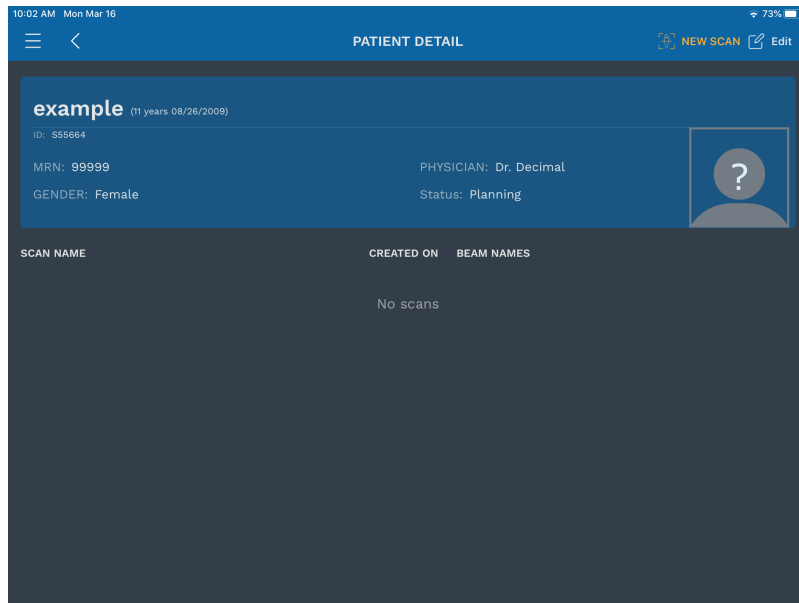 10:02 AM Mon Mar 16 73%
PATIENT DETAIL NEW SCAN Edit
example (11 years 08/26/2009)
ID: S55664
MRN: 99999 PHYSICIAN: Dr. Decimal
GENDER: Female Status: Planning
?
SCAN NAME CREATED ON BEAM NAMES
No scans